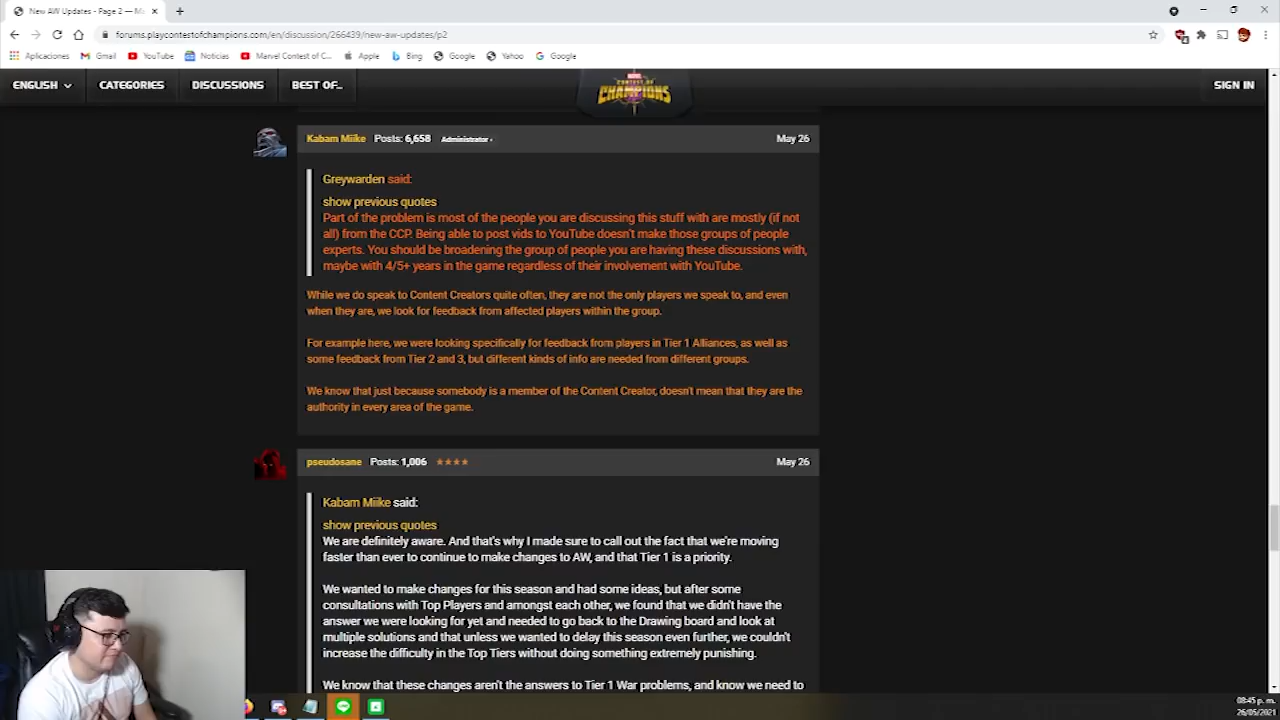 New AW Updates - Page 2 — M
forums.playcontestofchampions.com/en/discussion/266439/new-aw-updates/p2
Aplicaciones Gmail YouTube Noticias Marvel Contest of C... Apple Bing Google Yahoo Google
ENGLISH CATEGORIES DISCUSSIONS BEST OF... MARVEL CONTEST OF CHAMPIONS SIGN IN
Kabam Miike Posts: 6,658 Administrator May 26
Greywarden said:
show previous quotes
Part of the problem is most of the people you are discussing this stuff with are mostly (if not
all) from the CCP. Being able to post vids to YouTube doesn't make those groups of people
experts. You should be broadening the group of people you are having these discussions with,
maybe with 4/5+ years in the game regardless of their involvement with YouTube.
While we do speak to Content Creators quite often, they are not the only players we speak to, and even
when they are, we look for feedback from affected players within the group.
For example here, we were looking specifically for feedback from players in Tier 1 Alliances, as well as
some feedback from Tier 2 and 3, but different kinds of info are needed from different groups.
We know that just because somebody is a member of the Content Creator, doesn't mean that they are the
authority in every area of the game.
pseudosane Posts: 1,006 ★★★★ May 26
Kabam Miike said:
show previous quotes
We are definitely aware. And that's why I made sure to call out the fact that we're moving
faster than ever to continue to make changes to AW, and that Tier 1 is a priority.
We wanted to make changes for this season and had some ideas, but after some
consultations with Top Players and amongst each other, we found that we didn't have the
answer we were looking for yet and needed to go back to the Drawing board and look at
multiple solutions and that unless we wanted to delay this season even further, we couldn't
increase the difficulty in the Top Tiers without doing something extremely punishing.
We know that these changes aren't the answers to Tier 1 War problems, and know we need to
08:45 p. m.
26/05/2021